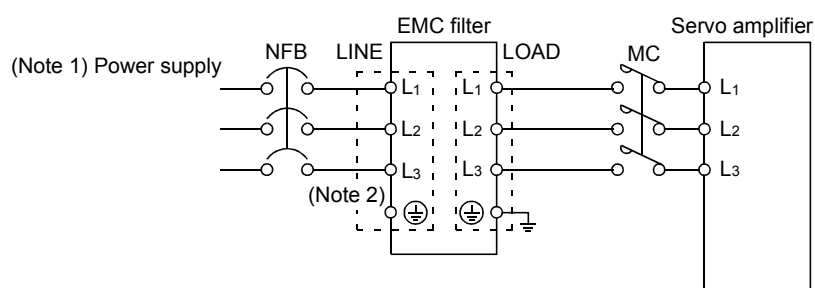 EMC filter
Servo amplifier
(Note 1) Power supply
NFB
LINE
LOAD
MC
L1
L1
L1
L2
L2
L2
L3
L3
L3
(Note 2)